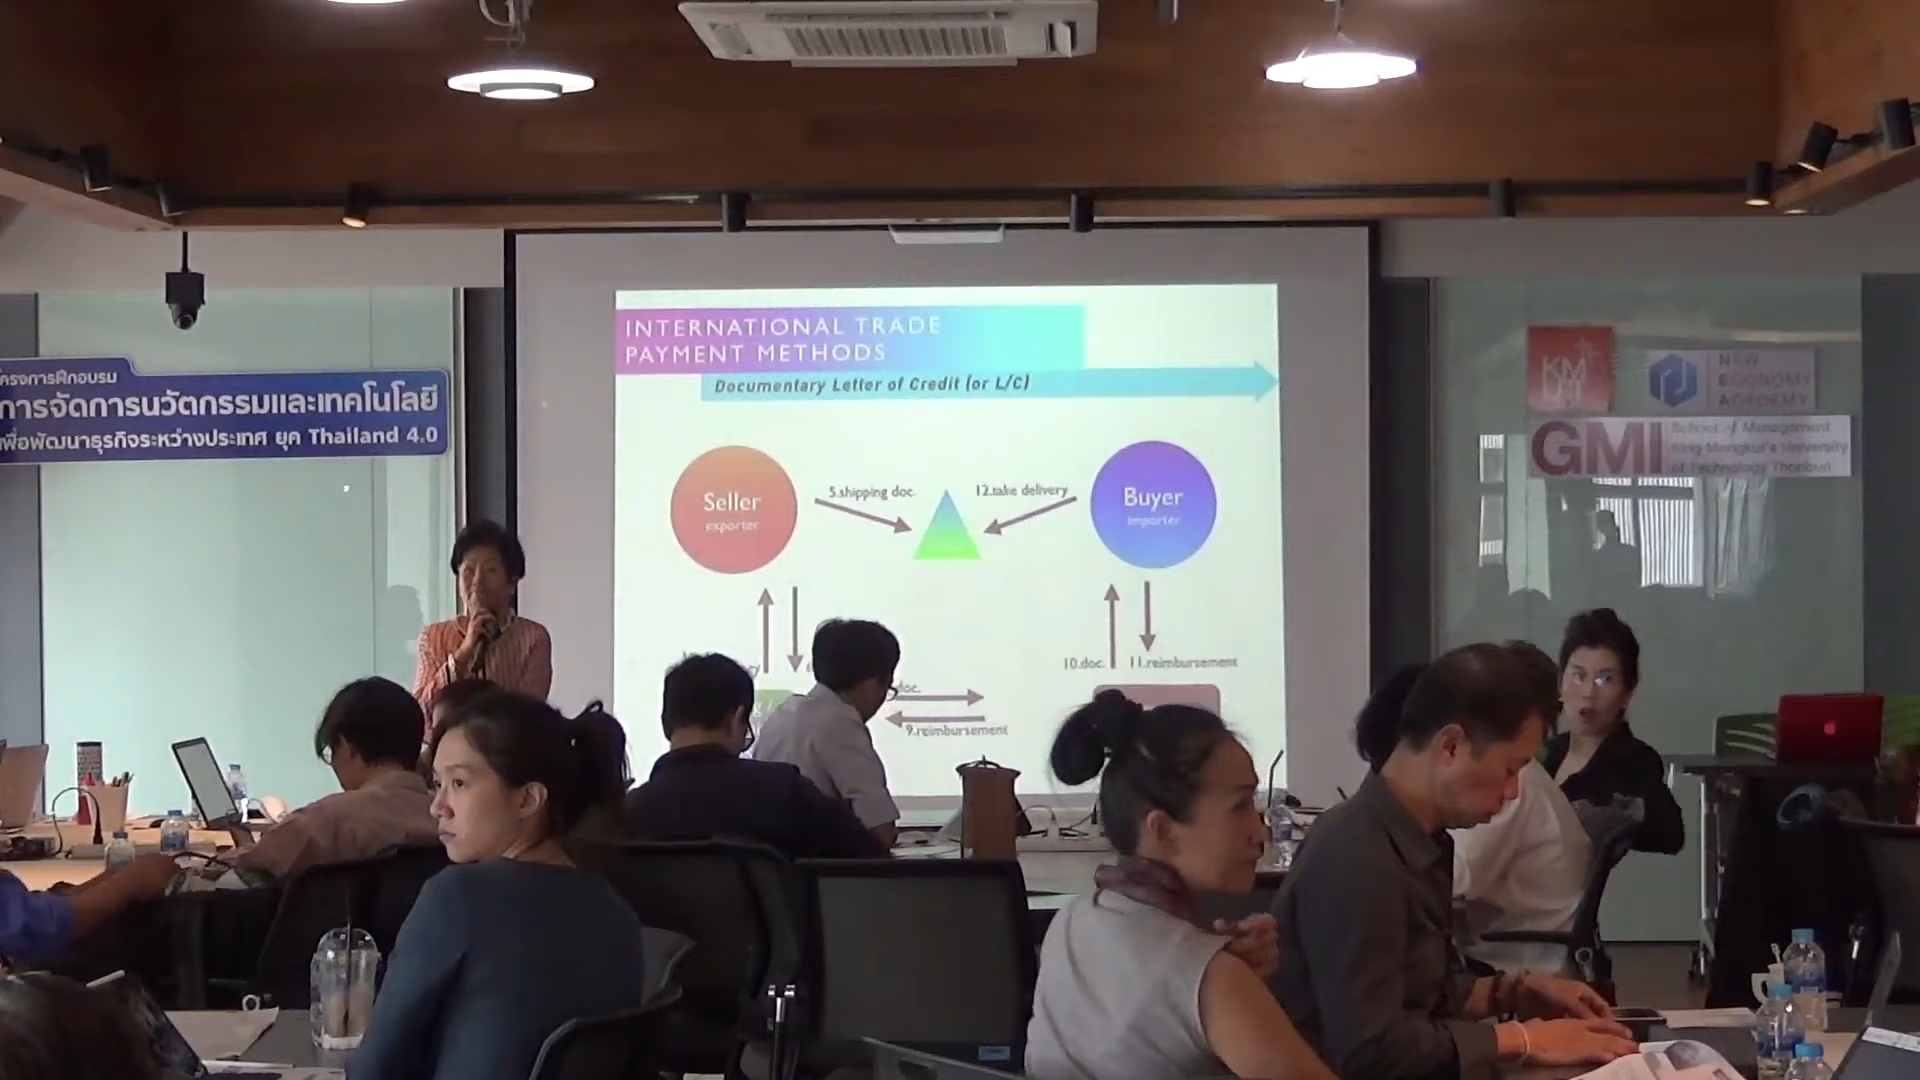 INTERNATIONAL TRADE
PAYMENT METHODS
Documentary Letter of Credit (or L/C)
Seller
exporter
5.shipping doc.
12.take delivery
Buyer
importer
10.doc.
11.reimbursement
doc.
9.reimbursement
โครงการฝึกอบรม
การจัดการนวัตกรรมและเทคโนโลยี
เพื่อพัฒนาธุรกิจระหว่างประเทศ ยุค Thailand 4.0
KM
UTT
NEW
ECONOMY
ACADEMY
GMI
School of Management
King Mongkut's University
of Technology Thonburi